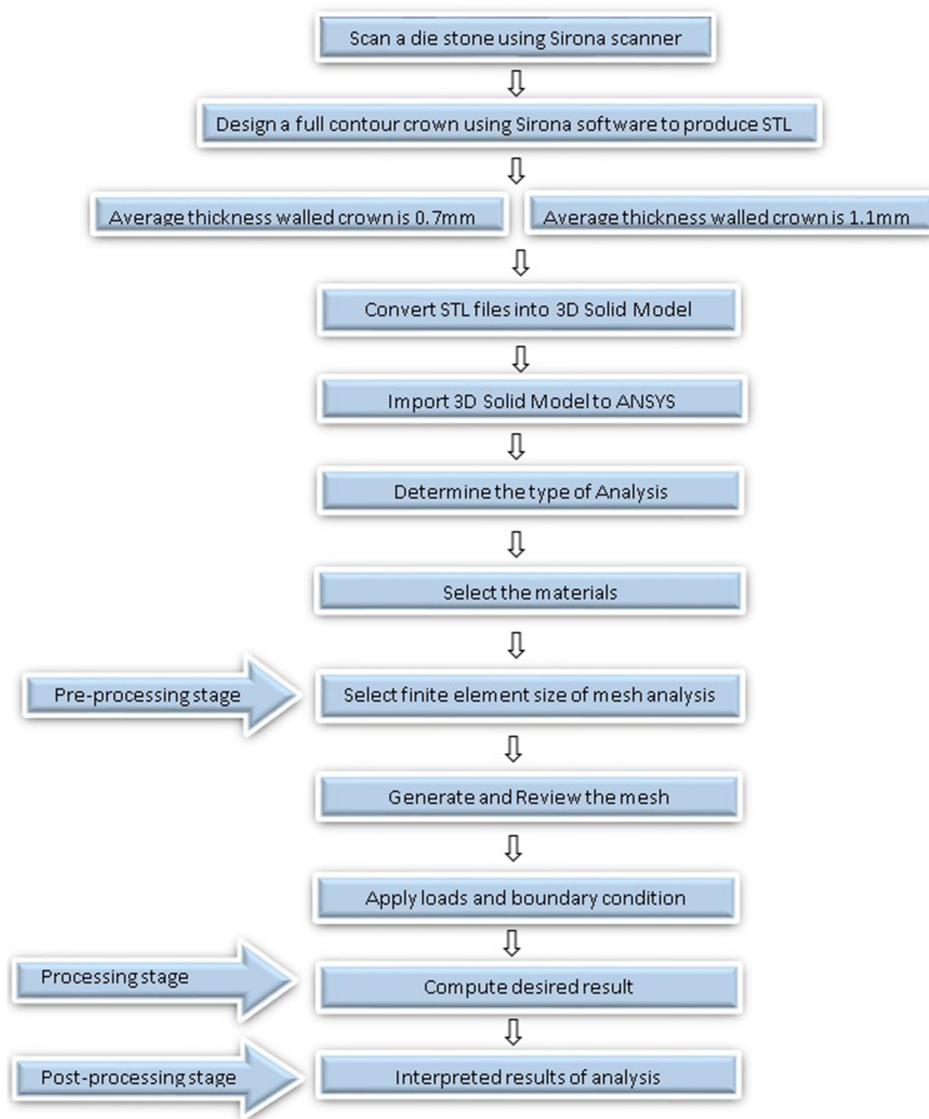 Scan a die stone using Sirona scanner
Design a full contour crown using Sirona software to produce STL
Average thickness walled crown is 0.7mm
Average thickness walled crown is 1.1mm
Convert STL files into 3D Solid Model
Import 3D Solid Model to ANSYS
Determine the type of Analysis
Select the materials
Pre-processing stage
Select finite element size of mesh analysis
Generate and Review the mesh
Apply loads and boundary condition
Processing stage
Compute desired result
Post-processing stage
Interpreted results of analysis